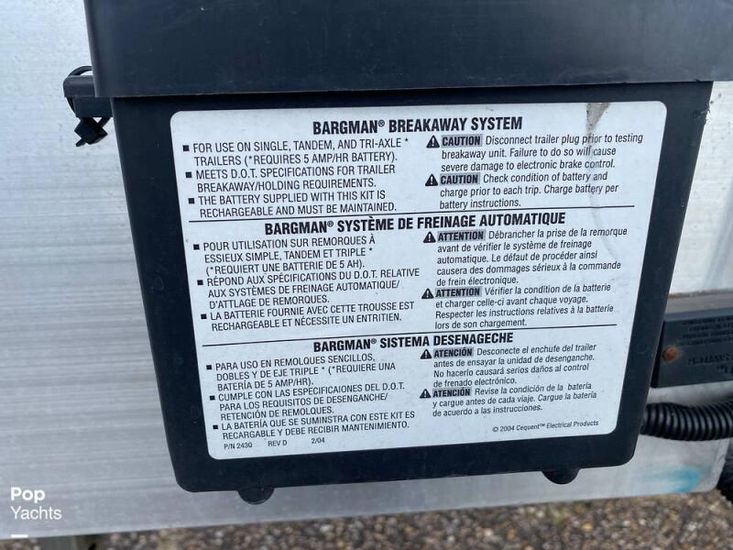 BARGMAN® BREAKAWAY SYSTEM
■ FOR USE ON SINGLE, TANDEM, AND TRI-AXLE *
TRAILERS (*REQUIRES 5 AMP/HR BATTERY).
■ MEETS D.O.T. SPECIFICATIONS FOR TRAILER
BREAKAWAY/HOLDING REQUIREMENTS.
■ THE BATTERY SUPPLIED WITH THIS KIT IS
RECHARGEABLE AND MUST BE MAINTAINED.
CAUTION Disconnect trailer plug prior to testing
breakaway unit. Failure to do so will cause
severe damage to electronic brake control.
CAUTION Check condition of battery and
charge prior to each trip. Charge battery per
battery instructions.
BARGMAN® SYSTÈME DE FREINAGE AUTOMATIQUE
■ POUR UTILISATION SUR REMORQUES À
ESSIEUX SIMPLE, TANDEM ET TRIPLE *
(*REQUIERT UNE BATTERIE DE 5 AH).
■ RÉPOND AUX SPÉCIFICATIONS DU D.O.T. RELATIVE
AUX SYSTÈMES DE FREINAGE AUTOMATIQUE/
D'ATTLAGE DE REMORQUES.
■ LA BATTERIE FOURNIE AVEC CETTE TROUSSE EST
RECHARGEABLE ET NÉCESSITE UN ENTRITIEN.
ATTENTION Débrancher la prise de la remorque
avant de vérifier le système de freinage
automatique. Le défaut de procéder ainsi
causera des dommages sérieux à la commande
de frein électronique.
ATTENTION Vérifier la condition de la batterie
et charger celle-ci avant chaque voyage.
Respecter les instructions relatives à la batterie
lors de son chargement.
BARGMAN® SISTEMA DESENAGECHE
■ PARA USO EN REMOLQUES SENCILLOS,
DOBLES Y DE EJE TRIPLE * (*REQUIERE UNA
BATERÍA DE 5 AMP/HR).
■ CUMPLE CON LAS ESPECIFICAIONES DEL D.O.T.
PARA LOS REQUISITOS DE DESENGANCHE/
RETENCIÓN DE REMOLQUES.
■ LA BATERÍA QUE SE SUMINSTRA CON ESTE KIT ES
RECARGABLE Y DEBE RECIBIR MANTENIMIENTO.
P/N 243Q REV D 2/04
ATENCIÓN Desconecte el enchufe del trailer
antes de ensayar la unidad de desenganche.
No hacerlo causará serios daños al control
de frenado electrónico.
ATENCIÓN Revise la condición de la batería
y cargue antes de cada viaje. Cargue la batería
de acuerdo a las instrucciones.
© 2004 Cequent™ Electrical Products
Pop
Yachts